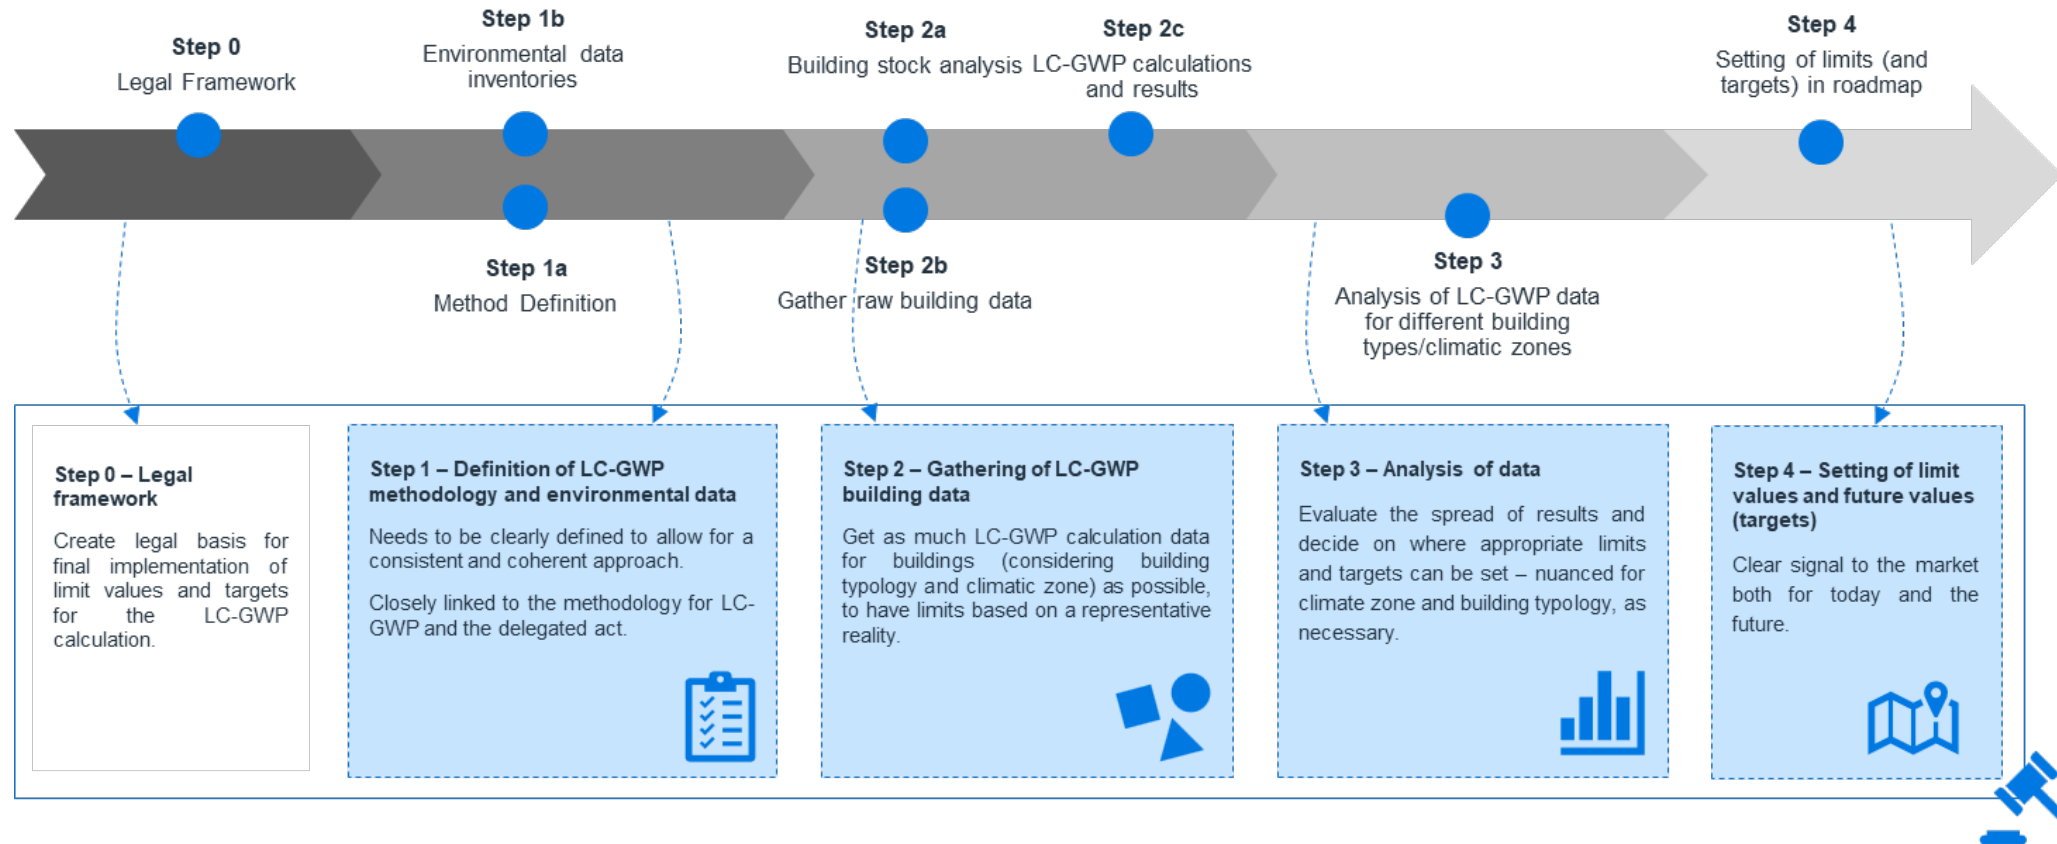 Step 0
Legal Framework
Step 1b
Environmental data
inventories
Step 2a
Building stock analysis
Step 2c
LC-GWP calculations
and results
Step 4
Setting of limits (and
targets) in roadmap
Step 1a
Method Definition
Step 2b
Gather raw building data
Step 3
Analysis of LC-GWP data
for different building
types/climatic zones
Step 0 – Legal
framework
Create legal basis for
final implementation of
limit values and targets
for the LC-GWP
calculation.
Step 1 – Definition of LC-GWP
methodology and environmental data
Needs to be clearly defined to allow for a
consistent and coherent approach.
Closely linked to the methodology for LC-
GWP and the delegated act.
Step 2 – Gathering of LC-GWP
building data
Get as much LC-GWP calculation data
for buildings (considering building
typology and climatic zone) as possible,
to have limits based on a representative
reality.
Step 3 – Analysis of data
Evaluate the spread of results and
decide on where appropriate limits
and targets can be set – nuanced for
climate zone and building typology, as
necessary.
Step 4 – Setting of limit
values and future values
(targets)
Clear signal to the market
both for today and the
future.